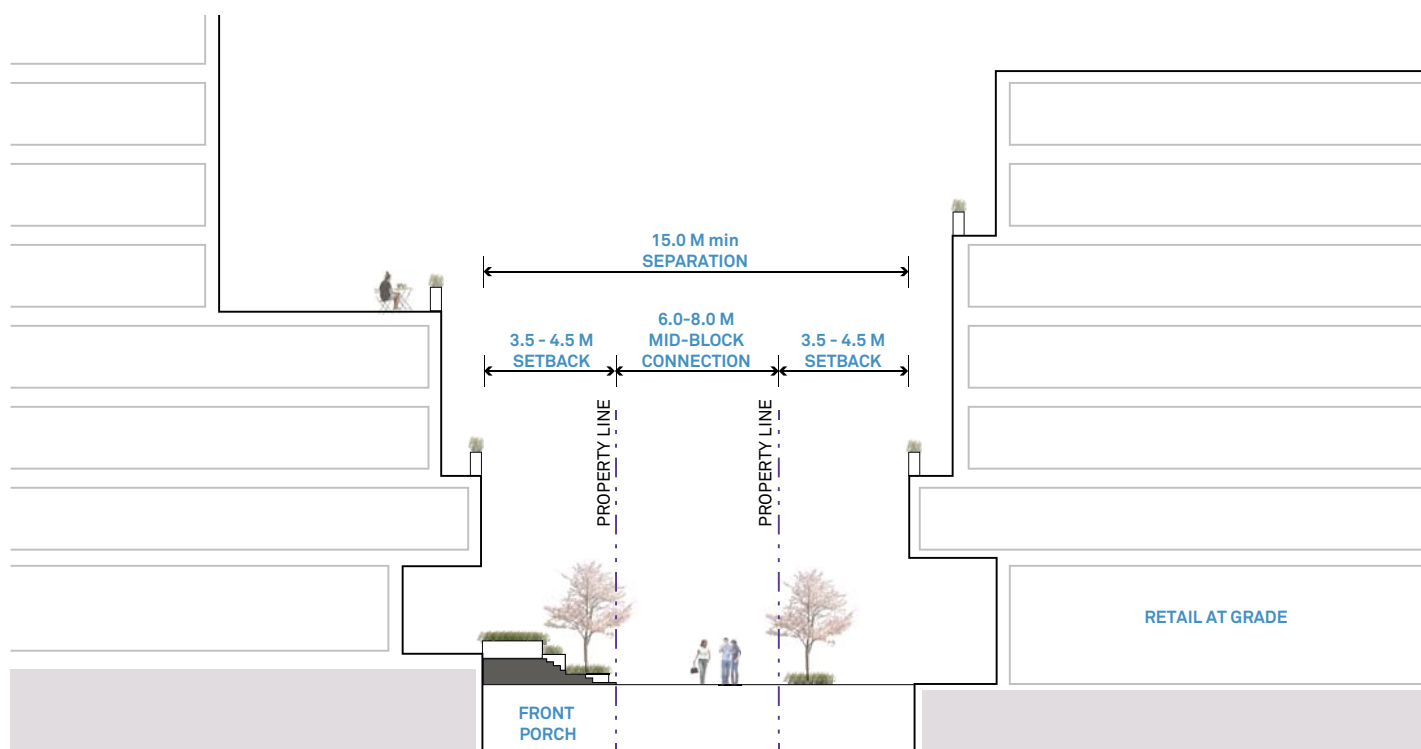 15.0 M min
SEPARATION
3.5 - 4.5 M
SETBACK
6.0-8.0 M
MID-BLOCK
CONNECTION
3.5 - 4.5 M
SETBACK
PROPERTY LINE
PROPERTY LINE
RETAIL AT GRADE
FRONT
PORCH